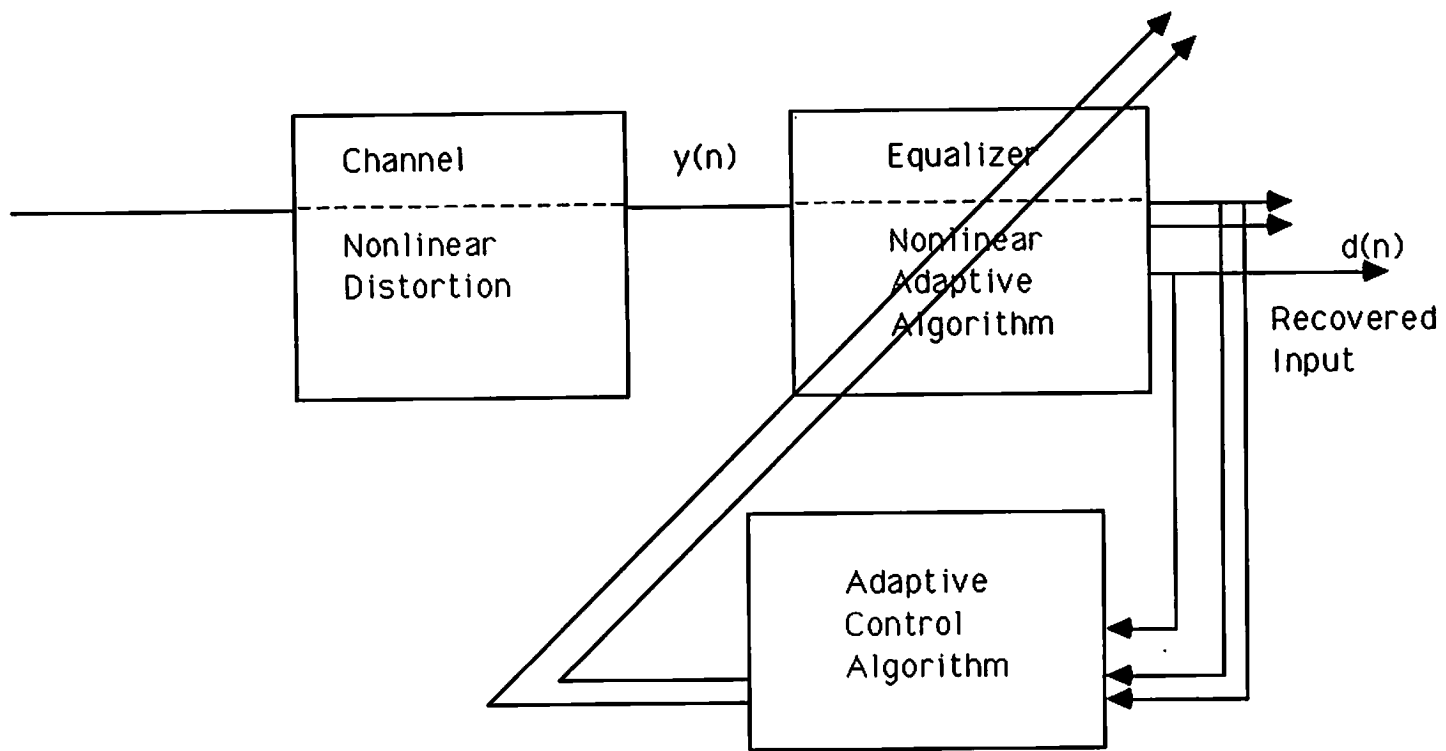 Channel
Nonlinear
Distortion
y(n)
Equalizer
Nonlinear
Adaptive
Algorithm
d(n)
Recovered
Input
Adaptive
Control
Algorithm